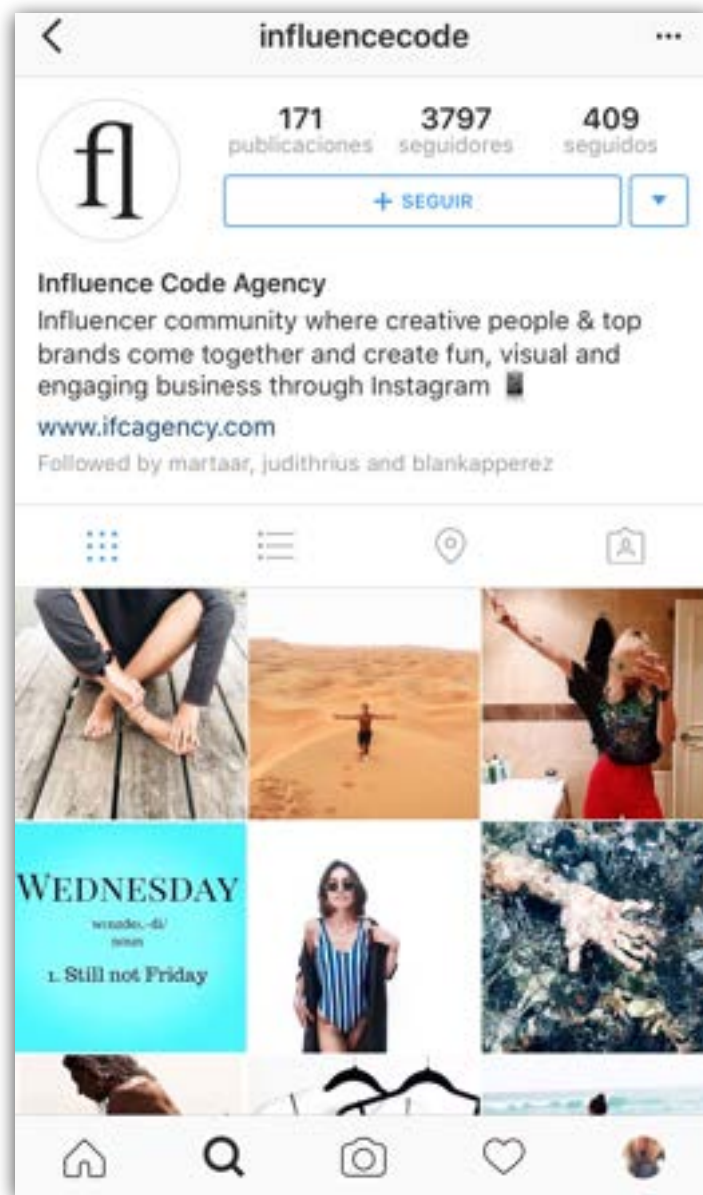 influencecode
fl
171 3797 409
publicaciones seguidores seguidos
+ SEGUIR
Influence Code Agency
Influencer community where creative people & top
brands come together and create fun, visual and
engaging business through Instagram
www.ifcagency.com
Followed by martaar, judithrius and blankapperez
WEDNESDAY
noun
1. Still not Friday